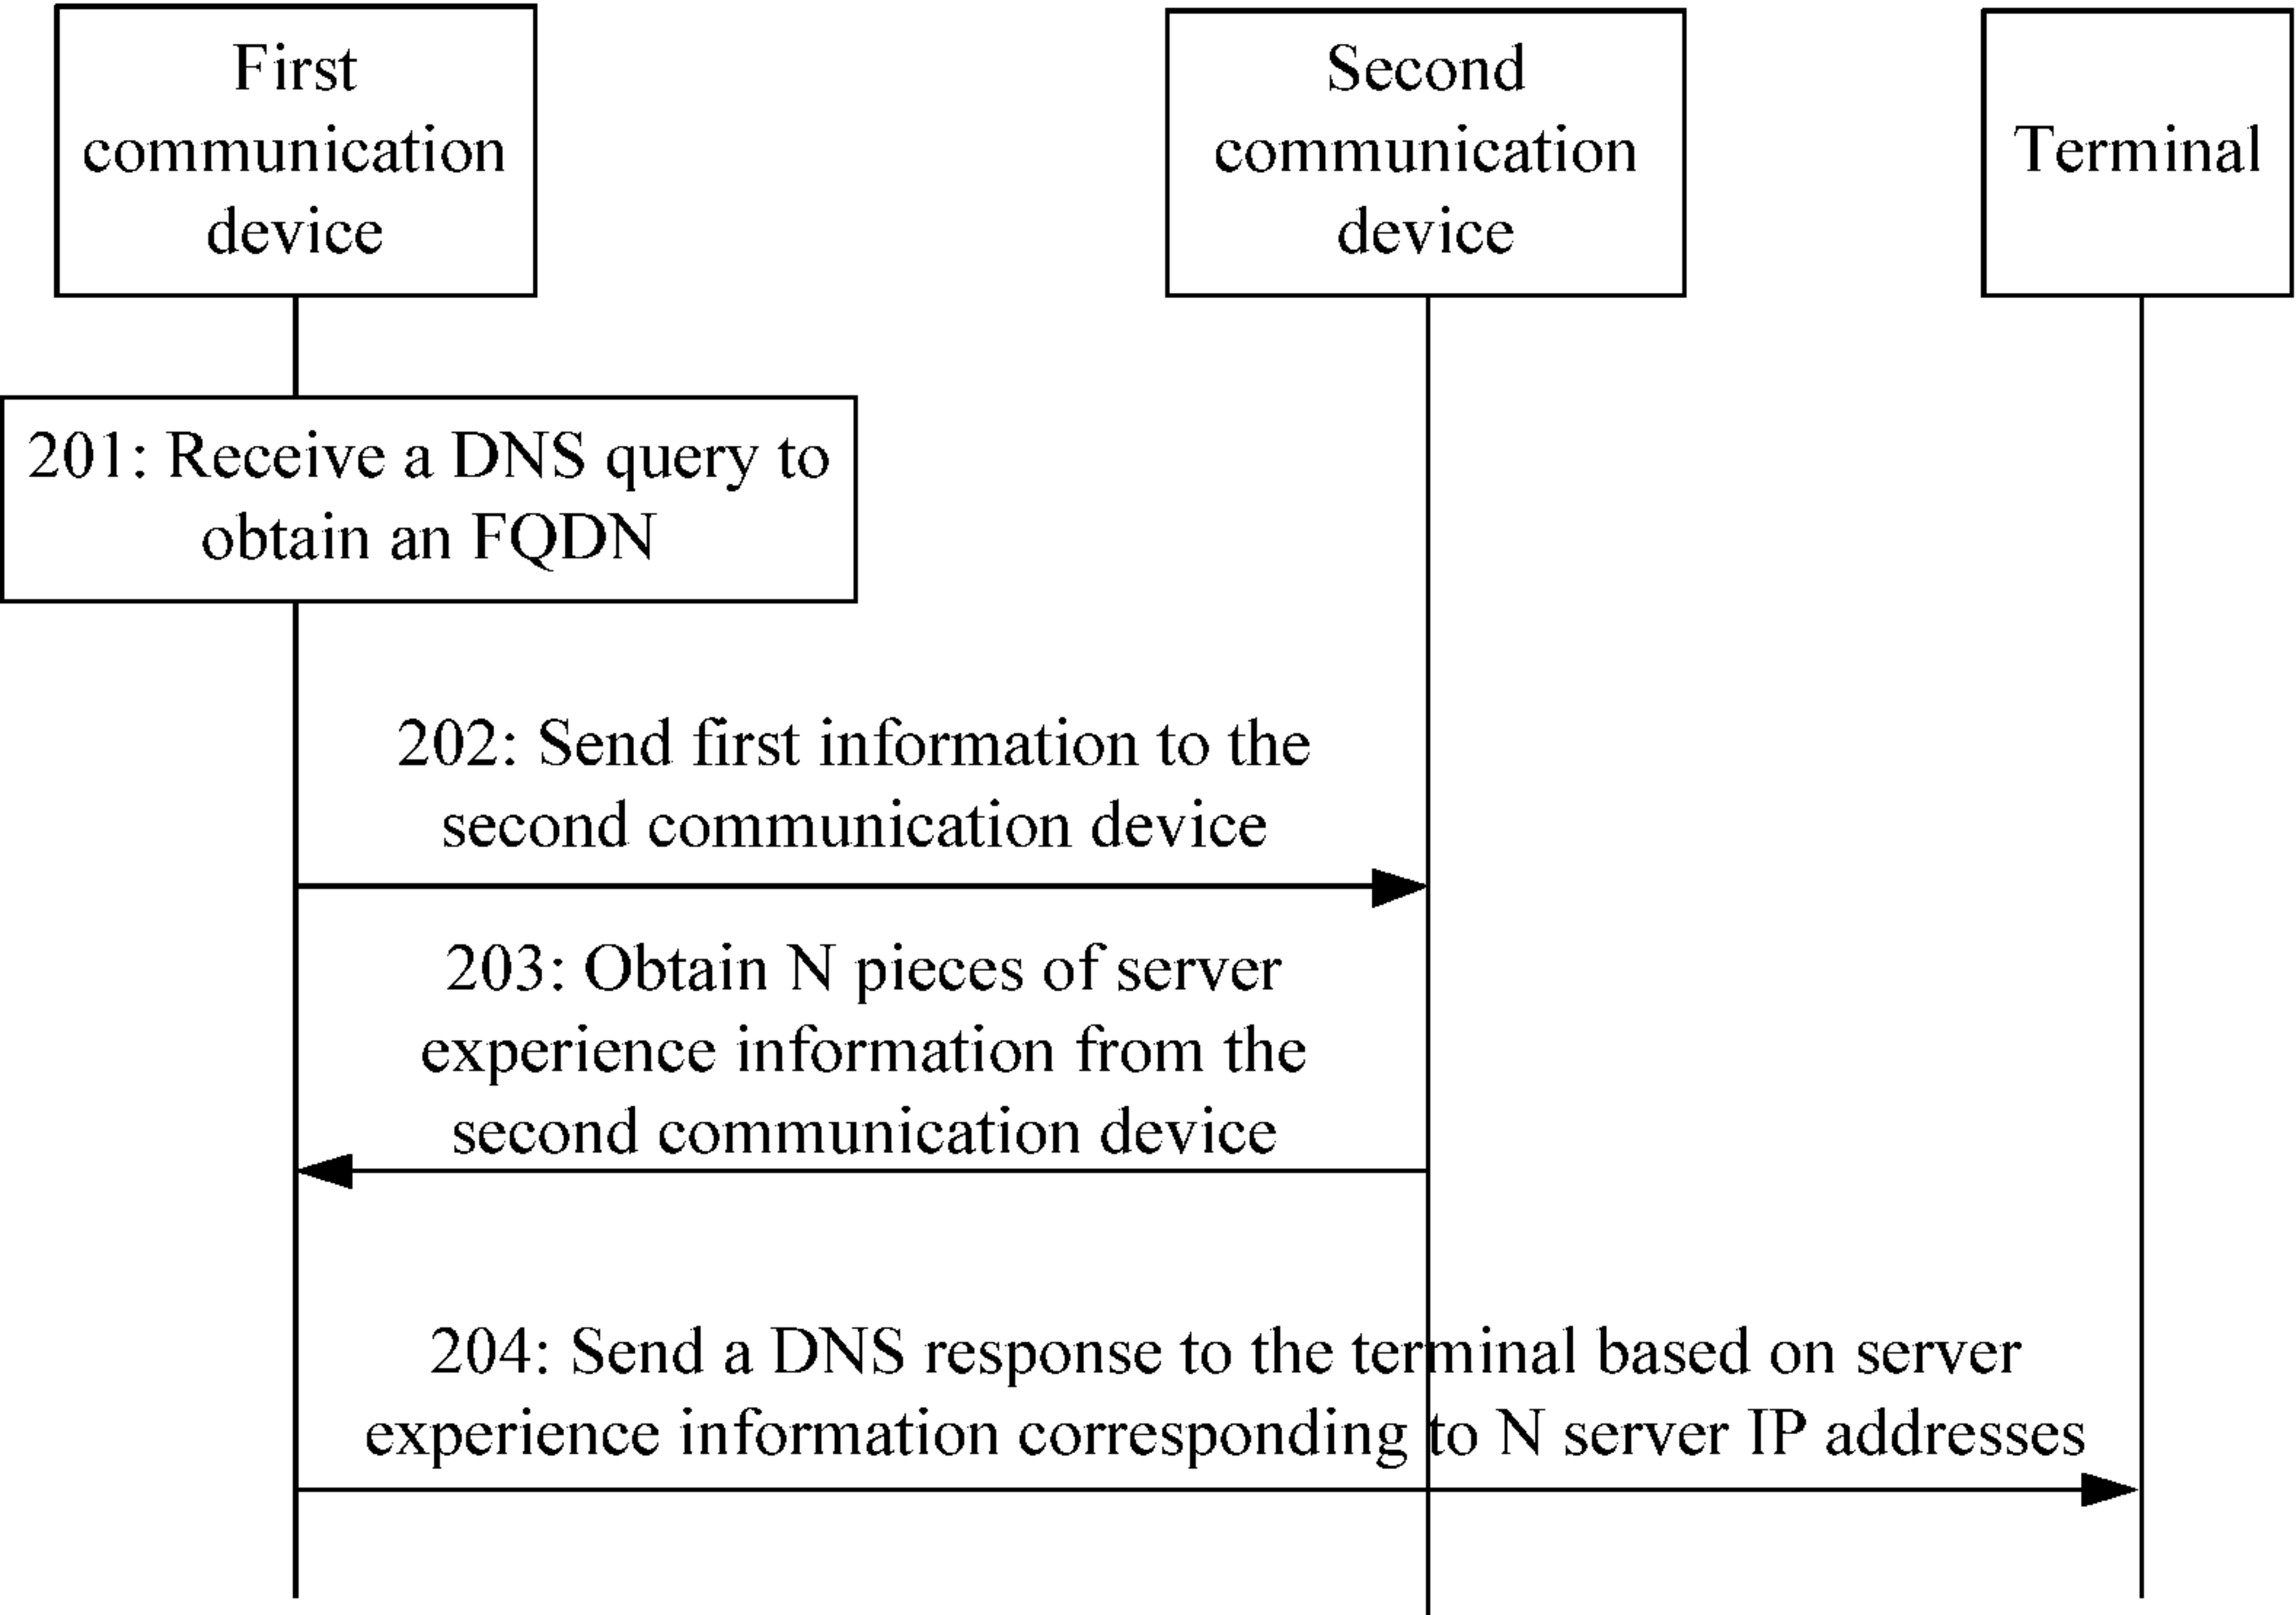 First
communication
device
Second
communication
device
Terminal
201: Receive a DNS query to
obtain an FQDN
202: Send first information to the
second communication device
203: Obtain N pieces of server
experience information from the
second communication device
204: Send a DNS response to the terminal based on server
experience information corresponding to N server IP addresses